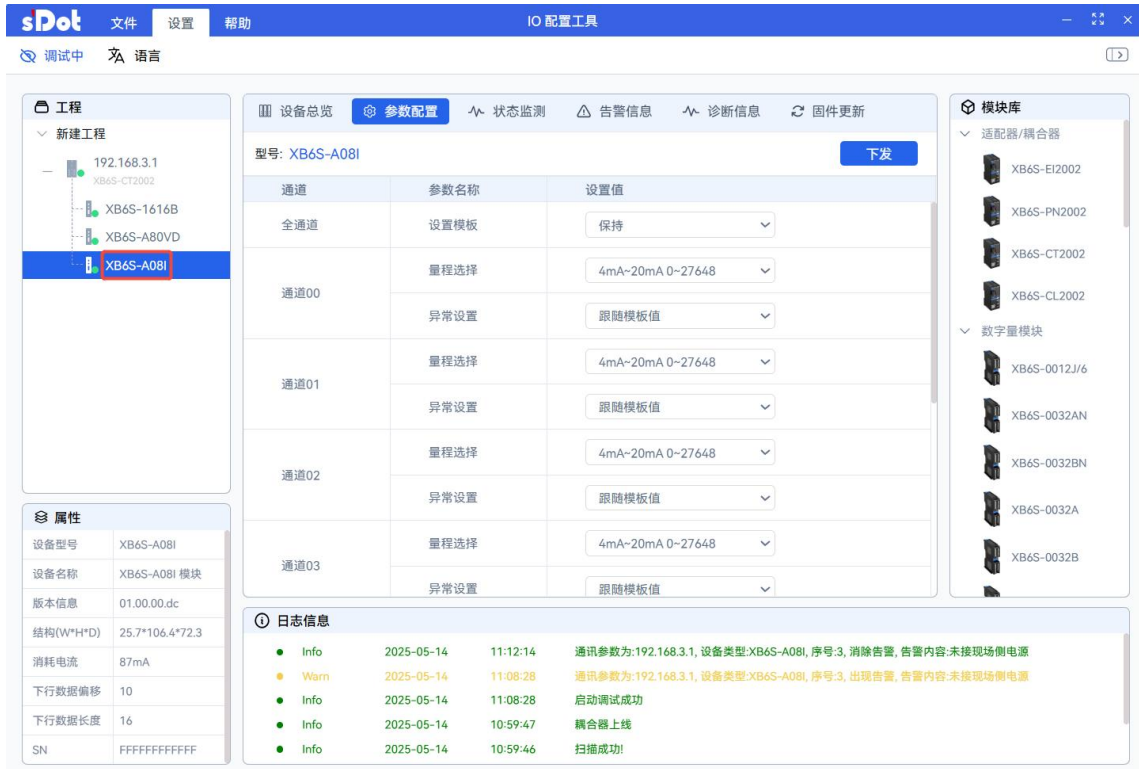 sDot 文件 设置 帮助 IO 配置工具
调试中 语言
工程
新建工程
192.168.3.1
XB6S-CT2002
XB6S-1616B
XB6S-A80VD
XB6S-A08I
设备总览 参数配置 状态监测 告警信息 诊断信息 固件更新
型号: XB6S-A08I 下发
通道 参数名称 设置值
全通道 设置模板 保持
通道00
量程选择 4mA~20mA 0~27648
异常设置 跟随模板值
通道01
量程选择 4mA~20mA 0~27648
异常设置 跟随模板值
通道02
量程选择 4mA~20mA 0~27648
异常设置 跟随模板值
通道03
量程选择 4mA~20mA 0~27648
异常设置 跟随模板值
模块库
适配器/耦合器
XB6S-EI2002
XB6S-PN2002
XB6S-CT2002
XB6S-CL2002
数字量模块
XB6S-0012J/6
XB6S-0032AN
XB6S-0032BN
XB6S-0032A
XB6S-0032B
属性
设备型号 XB6S-A08I
设备名称 XB6S-A08I 模块
版本信息 01.00.00.dc
结构(W*H*D) 25.7*106.4*72.3
消耗电流 87mA
下行数据偏移 10
下行数据长度 16
SN FFFFFFFFFFFF
日志信息
Info 2025-05-14 11:12:14 通讯参数为:192.168.3.1, 设备类型:XB6S-A08I, 序号:3, 消除告警, 告警内容:未接现场侧电源
Warn 2025-05-14 11:08:28 通讯参数为:192.168.3.1, 设备类型:XB6S-A08I, 序号:3, 出现告警, 告警内容:未接现场侧电源
Info 2025-05-14 11:08:28 启动调试成功
Info 2025-05-14 10:59:47 耦合器上线
Info 2025-05-14 10:59:46 扫描成功!